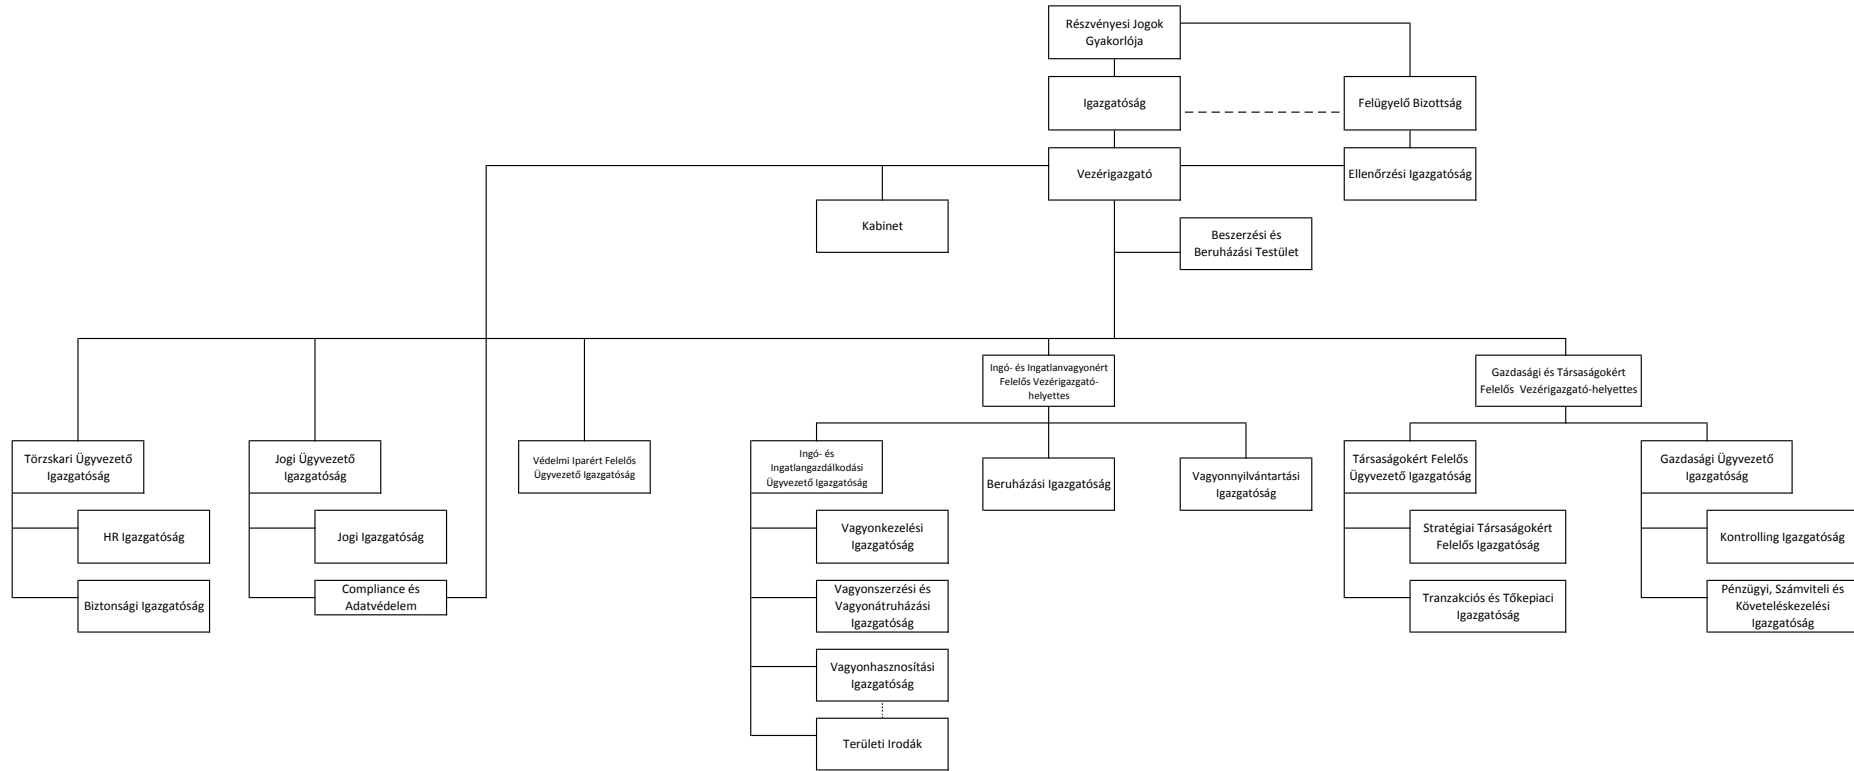 Részvényesi Jogok
Gyakorlója
Igazgatóság
Felügyelő Bizottság
Vezérigazgató
Ellenőrzési Igazgatóság
Kabinet
Beszerzési és
Beruházási Testület
Ingó- és Ingatlanvagyonért
Felelős Vezérigazgató-
helyettes
Gazdasági és Társaságokért
Felelős Vezérigazgató-helyettes
Törzskari Ügyvezető
Igazgatóság
Jogi Ügyvezető
Igazgatóság
Védelmi Iparért Felelős
Ügyvezető Igazgatóság
Ingó- és
Ingatlangazdálkodási
Ügyvezető Igazgatóság
Beruházási Igazgatóság
Vagyonnyilvántartási
Igazgatóság
Társaságokért Felelős
Ügyvezető Igazgatóság
Gazdasági Ügyvezető
Igazgatóság
HR Igazgatóság
Jogi Igazgatóság
Vagyonkezelési
Igazgatóság
Stratégiai Társaságokért
Felelős Igazgatóság
Kontrolling Igazgatóság
Biztonsági Igazgatóság
Compliance és
Adatvédelem
Vagyonszerzési és
Vagyonátruházási
Igazgatóság
Tranzakciós és Tőkepiaci
Igazgatóság
Pénzügyi, Számviteli és
Követeléskezelési
Igazgatóság
Vagyonhasznosítási
Igazgatóság
Területi Irodák